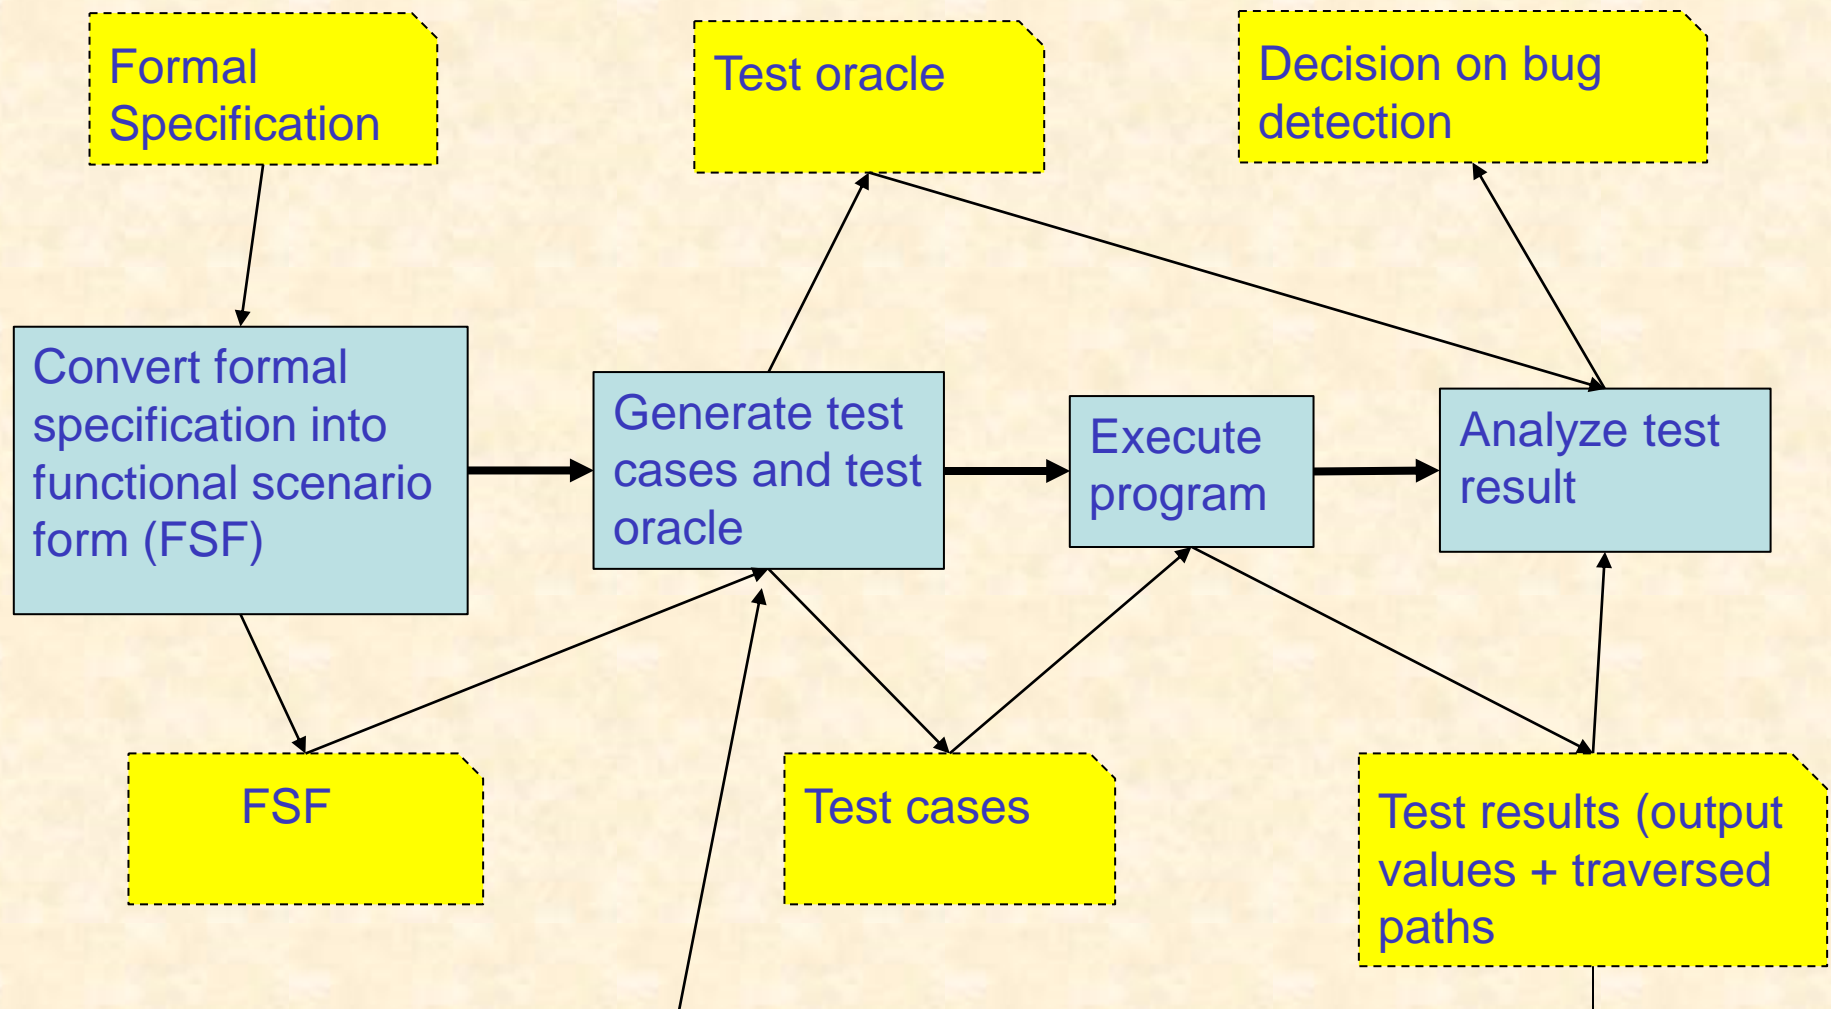 Formal
Specification
Test oracle
Decision on bug
detection
Convert formal
specification into
functional scenario
form (FSF)
Generate test
cases and test
oracle
Execute
program
Analyze test
result
FSF
Test cases
Test results (output
values + traversed
paths